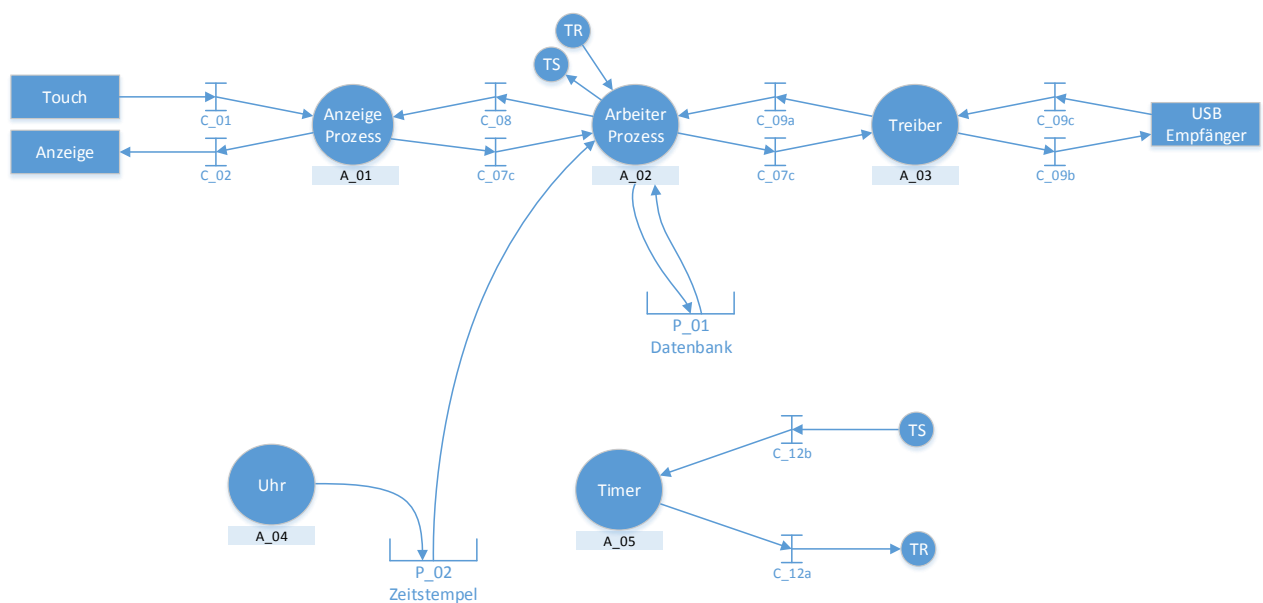 TR
TS
Touch
C_01
Anzeige
Prozess
C_08
Arbeiter
Prozess
C_09a
Treiber
C_09c
USB
Empfänger
Anzeige
C_02
A_01
C_07c
A_02
C_07c
A_03
C_09b
P_01
Datenbank
TS
C_12b
Uhr
Timer
A_04
A_05
TR
P_02
Zeitstempel
C_12a